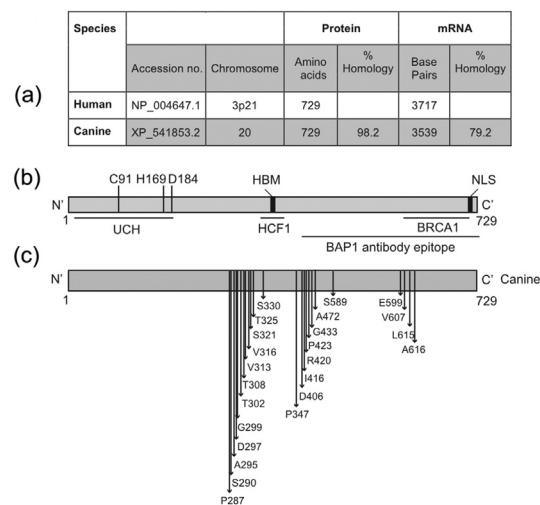 Species Protein mRNA
Accession no. Chromosome Amino acids % Homology Base Pairs % Homology
Human NP_004647.1 3p21 729 3717
(a)
Canine XP_541853.2 20 729 98.2 3539 79.2
(b)
C91 H169 D184 HBM NLS
N' C'
1 729
UCH HCF1 BRCA1
BAP1 antibody epitope
(c)
N' C' Canine
1 729
S330 S589 E599
T325 A472 V607
S321 G433 L615
V316 P423 A616
V313 R420
T308 I416
T302 D406
P347
G299
D297
A295
S290
P287